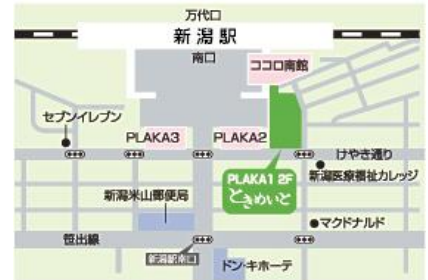 万代口
新潟駅
南口
ココロ南館
セブンイレブン
PLAKA3
PLAKA2
けやき通り
PLAKA1 2F
ときめいと
新潟医療福祉カレッジ
新潟米山郵便局
マクドナルド
笹出線
新潟駅南口
ドン・キホーテ